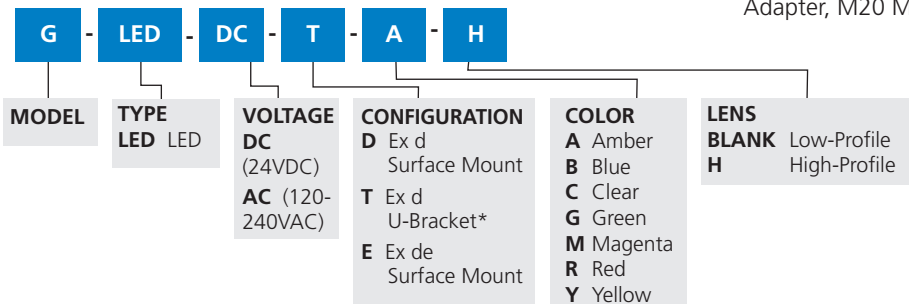 Adapter, M20 M
G - LED - DC - T - A - H
MODEL
TYPE
LED LED
VOLTAGE
DC
(24VDC)
AC (120-
240VAC)
CONFIGURATION
D Ex d
Surface Mount
T Ex d
U-Bracket*
E Ex de
Surface Mount
COLOR
A Amber
B Blue
C Clear
G Green
M Magenta
R Red
Y Yellow
LENS
BLANK Low-Profile
H High-Profile